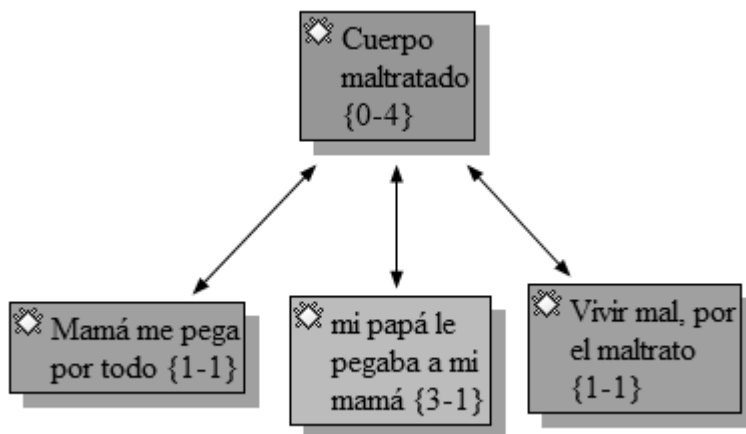 Cuerpo
maltratado
{0-4}
Mamá me pega
por todo {1-1}
mi papá le
pegaba a mi
mamá {3-1}
Vivir mal, por
el maltrato
{1-1}